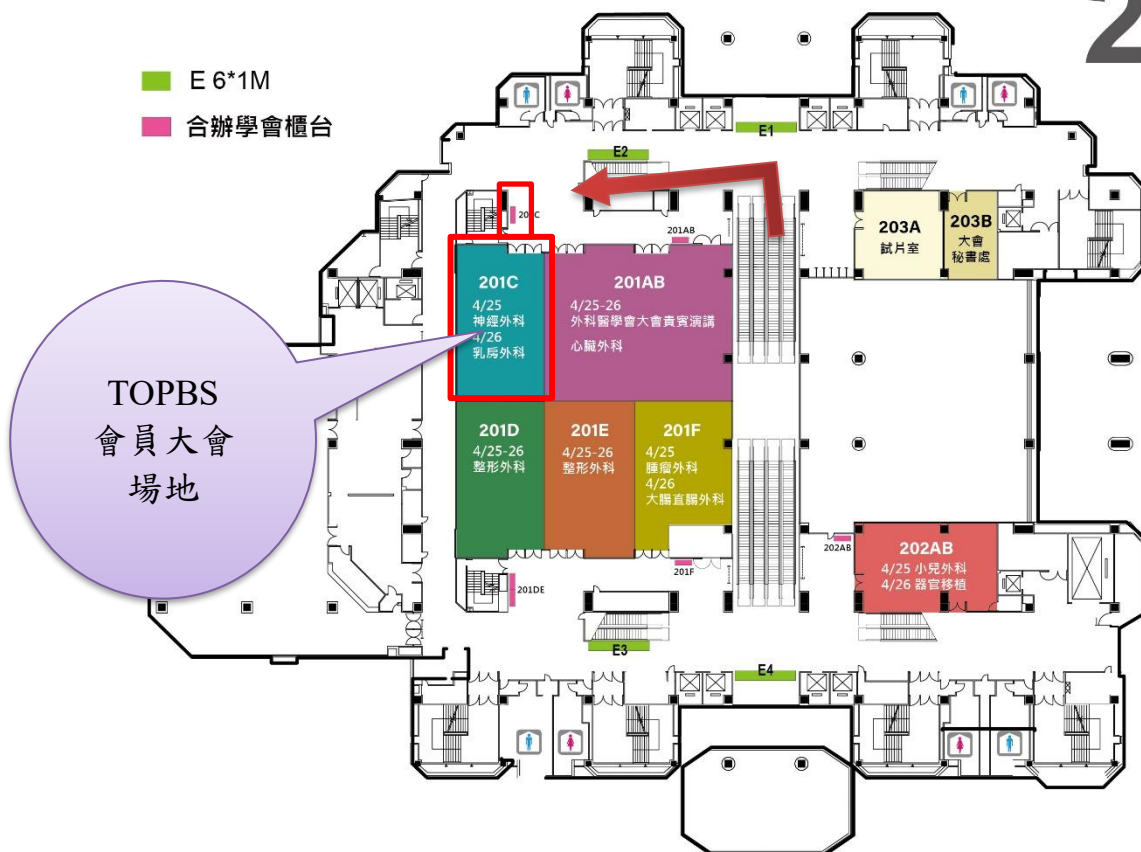 2
E 6*1M
合辦學會櫃台
E1
E2
201C
201AB
203A
試片室
203B
大會
秘書處
201C
4/25
神經外科
4/26
乳房外科
201AB
4/25-26
外科醫學會大會貴賓演講
心臟外科
TOPBS
會員大會
場地
201D
4/25-26
整形外科
201E
4/25-26
整形外科
201F
4/25
腫瘤外科
4/26
大腸直腸外科
202AB
202AB
4/25 小兒外科
4/26 器官移植
201F
201DE
E3
E4